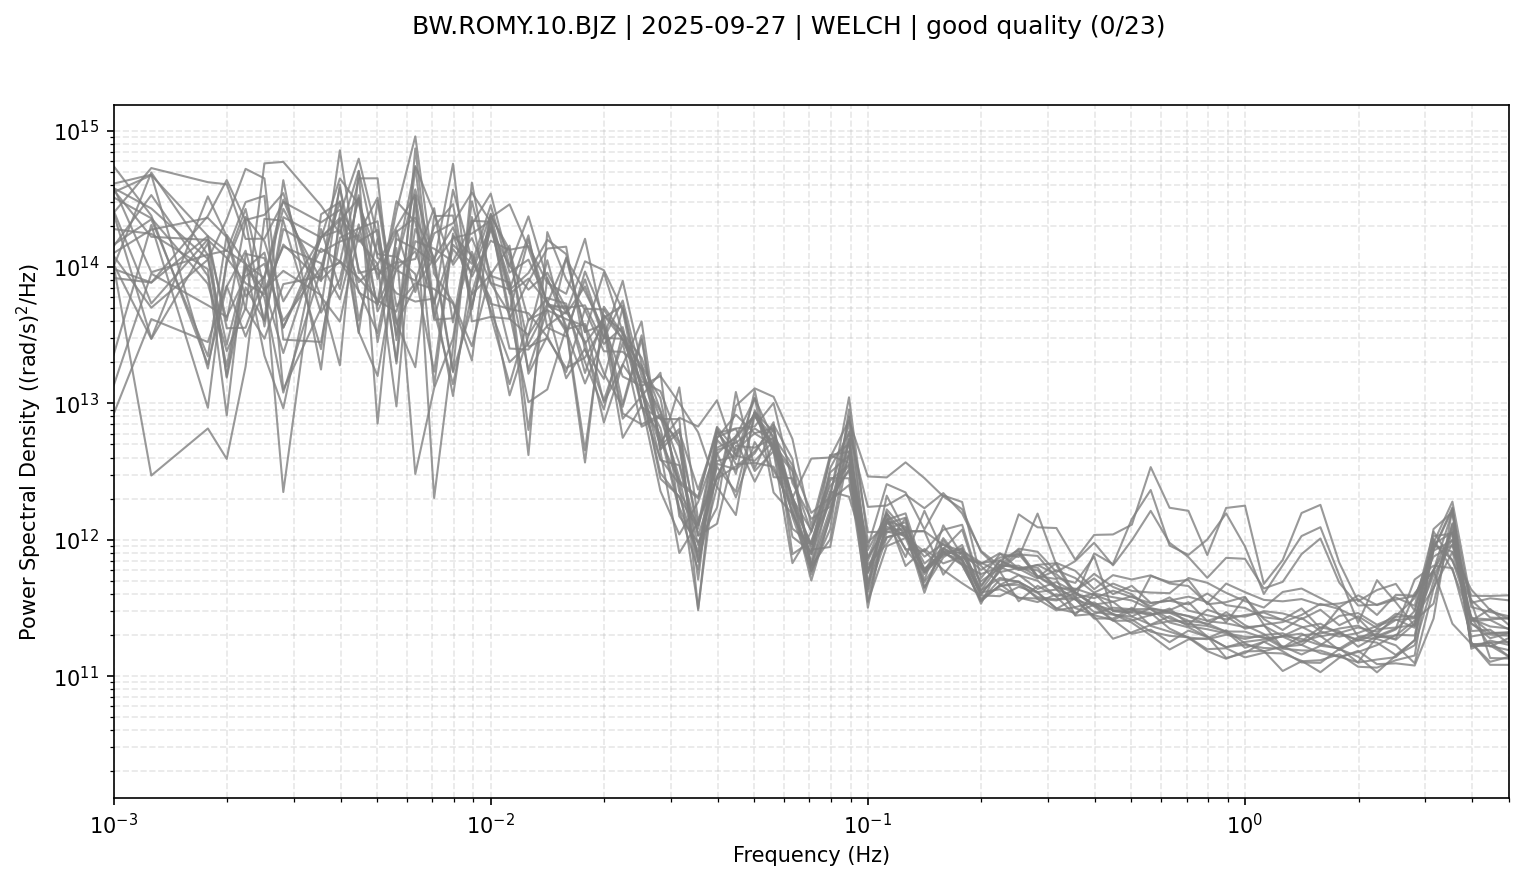 BW.ROMY.10.BJZ | 2025-09-27 | WELCH | good quality (0/23)
Power Spectral Density ((rad/s)²/Hz)
10¹⁵
10¹⁴
10¹³
10¹²
10¹¹
10⁻³ 10⁻² 10⁻¹ 10⁰
Frequency (Hz)